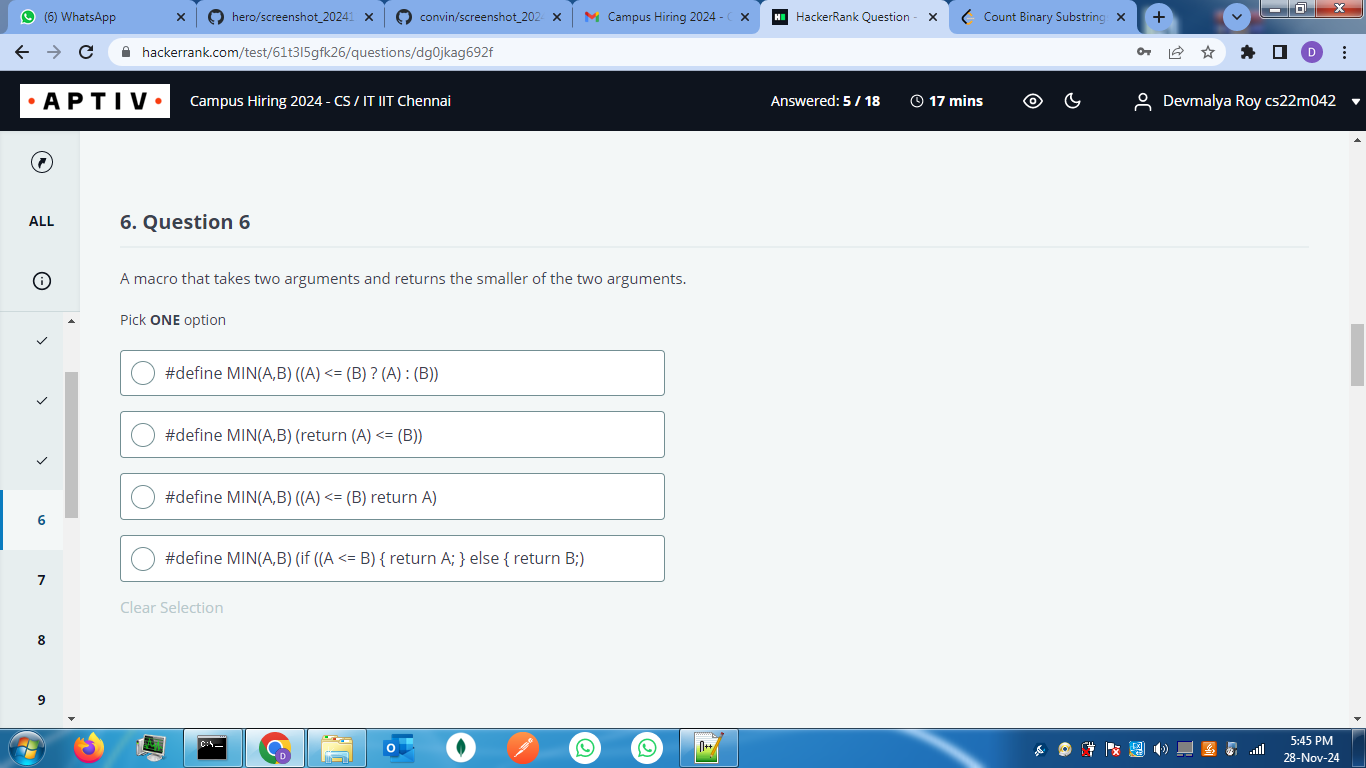 (6) WhatsApp
hero/screenshot_20241
convin/screenshot_202
Campus Hiring 2024 - C
HackerRank Question -
Count Binary Substring
hackerrank.com/test/61t3l5gfk26/questions/dg0jkag692f
D
• APTIV •
Campus Hiring 2024 - CS / IT IIT Chennai
Answered: 5 / 18
17 mins
Devmalya Roy cs22m042
ALL
6
7
8
9
6. Question 6
A macro that takes two arguments and returns the smaller of the two arguments.
Pick ONE option
#define MIN(A,B) ((A) <= (B) ? (A) : (B))
#define MIN(A,B) (return (A) <= (B))
#define MIN(A,B) ((A) <= (B) return A)
#define MIN(A,B) (if ((A <= B) { return A; } else { return B;)
Clear Selection
5:45 PM
28-Nov-24